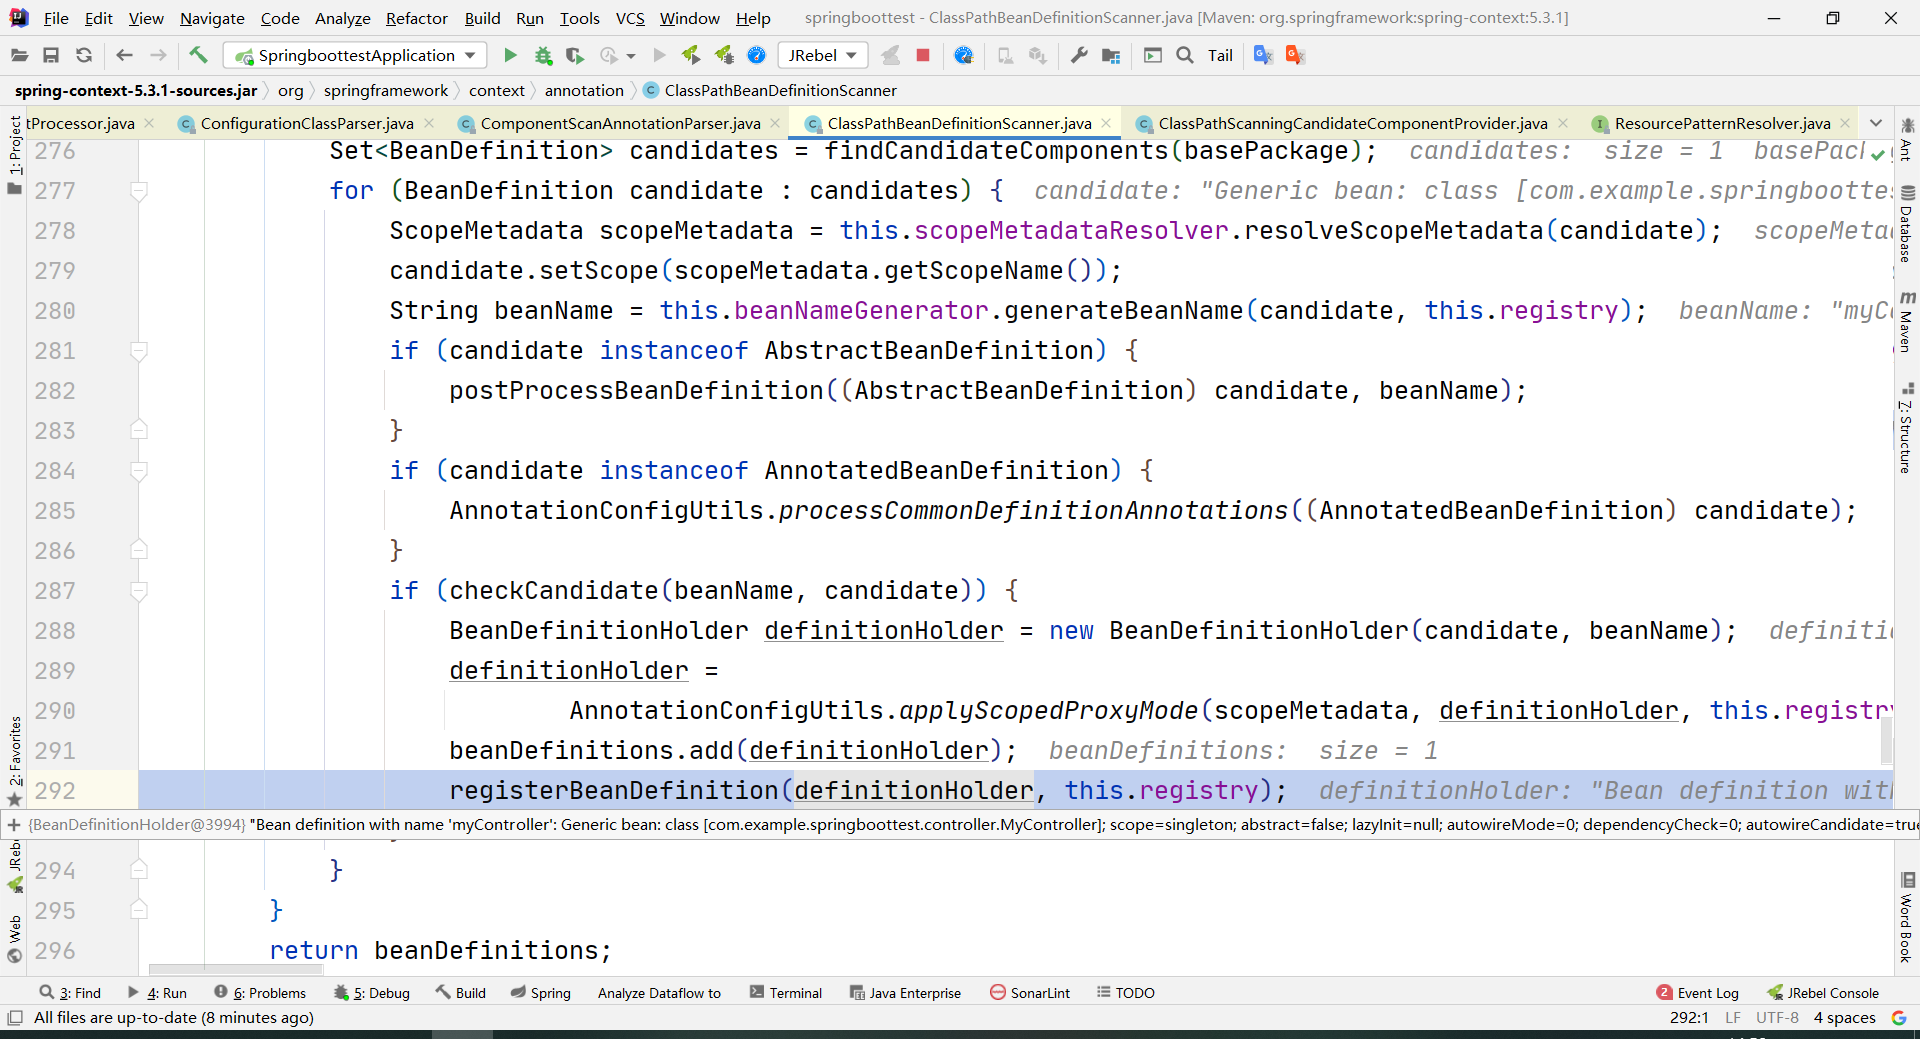 File Edit View Navigate Code Analyze Refactor Build Run Tools VCS Window Help springboottest - ClassPathBeanDefinitionScanner.java [Maven: org.springframework:spring-context:5.3.1]
SpringboottestApplication JRebel Tail
spring-context-5.3.1-sources.jar org springframework context annotation ClassPathBeanDefinitionScanner
tProcessor.java ConfigurationClassParser.java ComponentScanAnnotationParser.java ClassPathBeanDefinitionScanner.java ClassPathScanningCandidateComponentProvider.java ResourcePatternResolver.java
1: Project
2: Favorites
JRebel
Web
276 Set<BeanDefinition> candidates = findCandidateComponents(basePackage); candidates: size = 1 basePack
277 for (BeanDefinition candidate : candidates) { candidate: "Generic bean: class [com.example.springboottes
278 ScopeMetadata scopeMetadata = this.scopeMetadataResolver.resolveScopeMetadata(candidate); scopeMeta
279 candidate.setScope(scopeMetadata.getScopeName());
280 String beanName = this.beanNameGenerator.generateBeanName(candidate, this.registry); beanName: "myC
281 if (candidate instanceof AbstractBeanDefinition) {
282 postProcessBeanDefinition((AbstractBeanDefinition) candidate, beanName);
283 }
284 if (candidate instanceof AnnotatedBeanDefinition) {
285 AnnotationConfigUtils.processCommonDefinitionAnnotations((AnnotatedBeanDefinition) candidate);
286 }
287 if (checkCandidate(beanName, candidate)) {
288 BeanDefinitionHolder definitionHolder = new BeanDefinitionHolder(candidate, beanName); definiti
289 definitionHolder =
290 AnnotationConfigUtils.applyScopedProxyMode(scopeMetadata, definitionHolder, this.registr
291 beanDefinitions.add(definitionHolder); beanDefinitions: size = 1
292 registerBeanDefinition(definitionHolder, this.registry); definitionHolder: "Bean definition wit
+ {BeanDefinitionHolder@3994} "Bean definition with name 'myController': Generic bean: class [com.example.springboottest.controller.MyController]; scope=singleton; abstract=false; lazyInit=null; autowireMode=0; dependencyCheck=0; autowireCandidate=true
294 }
295 }
296 return beanDefinitions;
Ant
Database
Maven
7: Structure
Word Book
3: Find 4: Run 6: Problems 5: Debug Build Spring Analyze Dataflow to Terminal Java Enterprise SonarLint TODO 2 Event Log JRebel Console
All files are up-to-date (8 minutes ago) 292:1 LF UTF-8 4 spaces